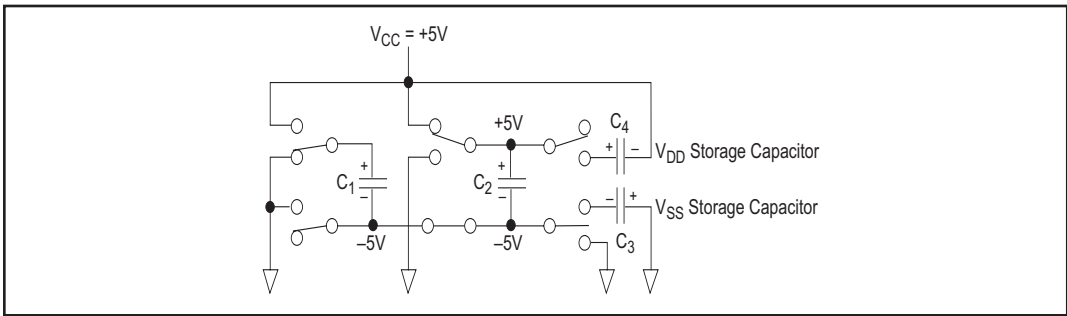 V_CC = +5V
+5V
C_4
+ –
V_DD Storage Capacitor
+
C_1
–
+
C_2
–
– +
V_SS Storage Capacitor
C_3
–5V
–5V